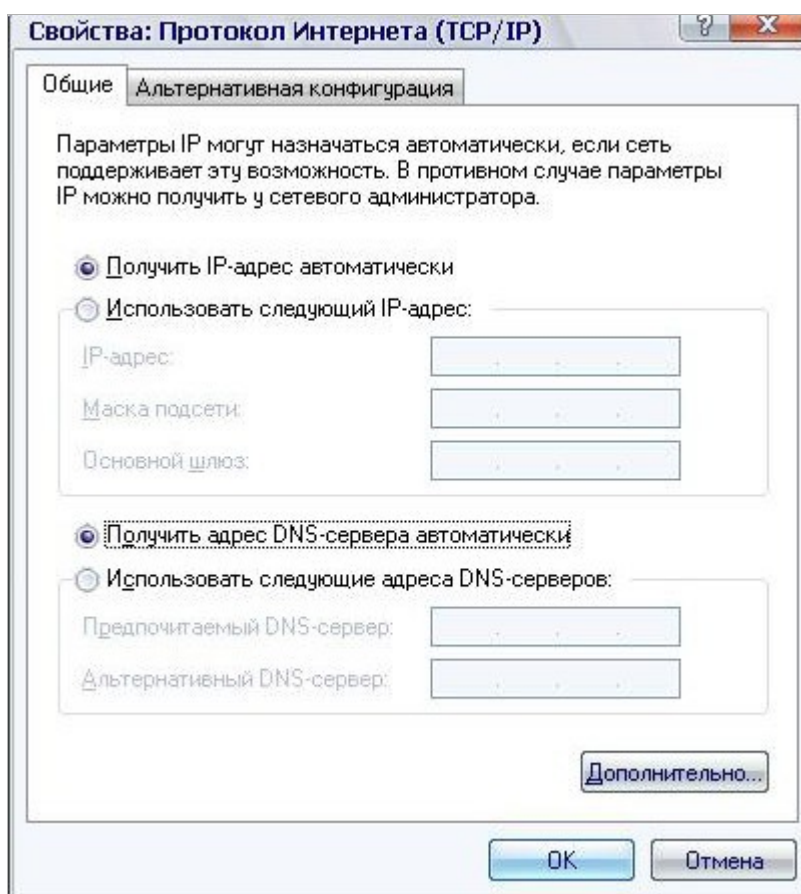 Свойства: Протокол Интернета (TCP/IP)
? X
Общие
Альтернативная конфигурация
Параметры IP могут назначаться автоматически, если сеть
поддерживает эту возможность. В противном случае параметры
IP можно получить у сетевого администратора.
Получить IP-адрес автоматически
Использовать следующий IP-адрес:
IP-адрес:
Маска подсети:
Основной шлюз:
Получить адрес DNS-сервера автоматически
Использовать следующие адреса DNS-серверов:
Предпочитаемый DNS-сервер:
Альтернативный DNS-сервер:
Дополнительно...
OK
Отмена